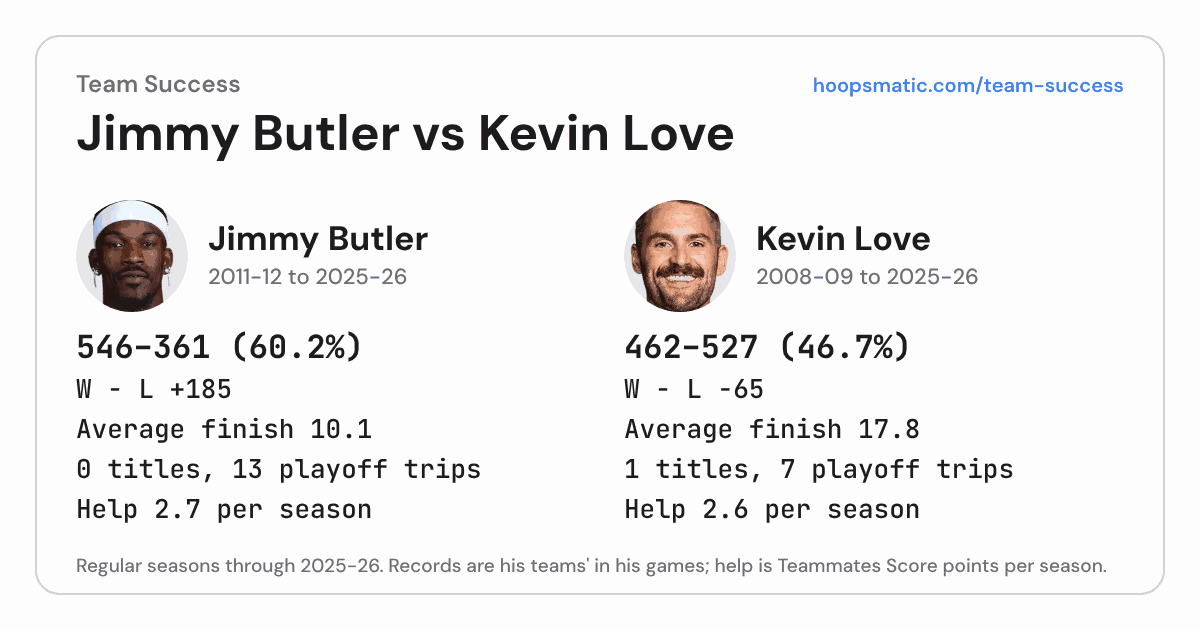 Team Success
hoopsmatic.com/team-success
Jimmy Butler vs Kevin Love
Jimmy Butler
2011-12 to 2025-26
546-361 (60.2%)
W - L +185
Average finish 10.1
0 titles, 13 playoff trips
Help 2.7 per season
Kevin Love
2008-09 to 2025-26
462-527 (46.7%)
W - L -65
Average finish 17.8
1 titles, 7 playoff trips
Help 2.6 per season
Regular seasons through 2025-26. Records are his teams' in his games; help is Teammates Score points per season.